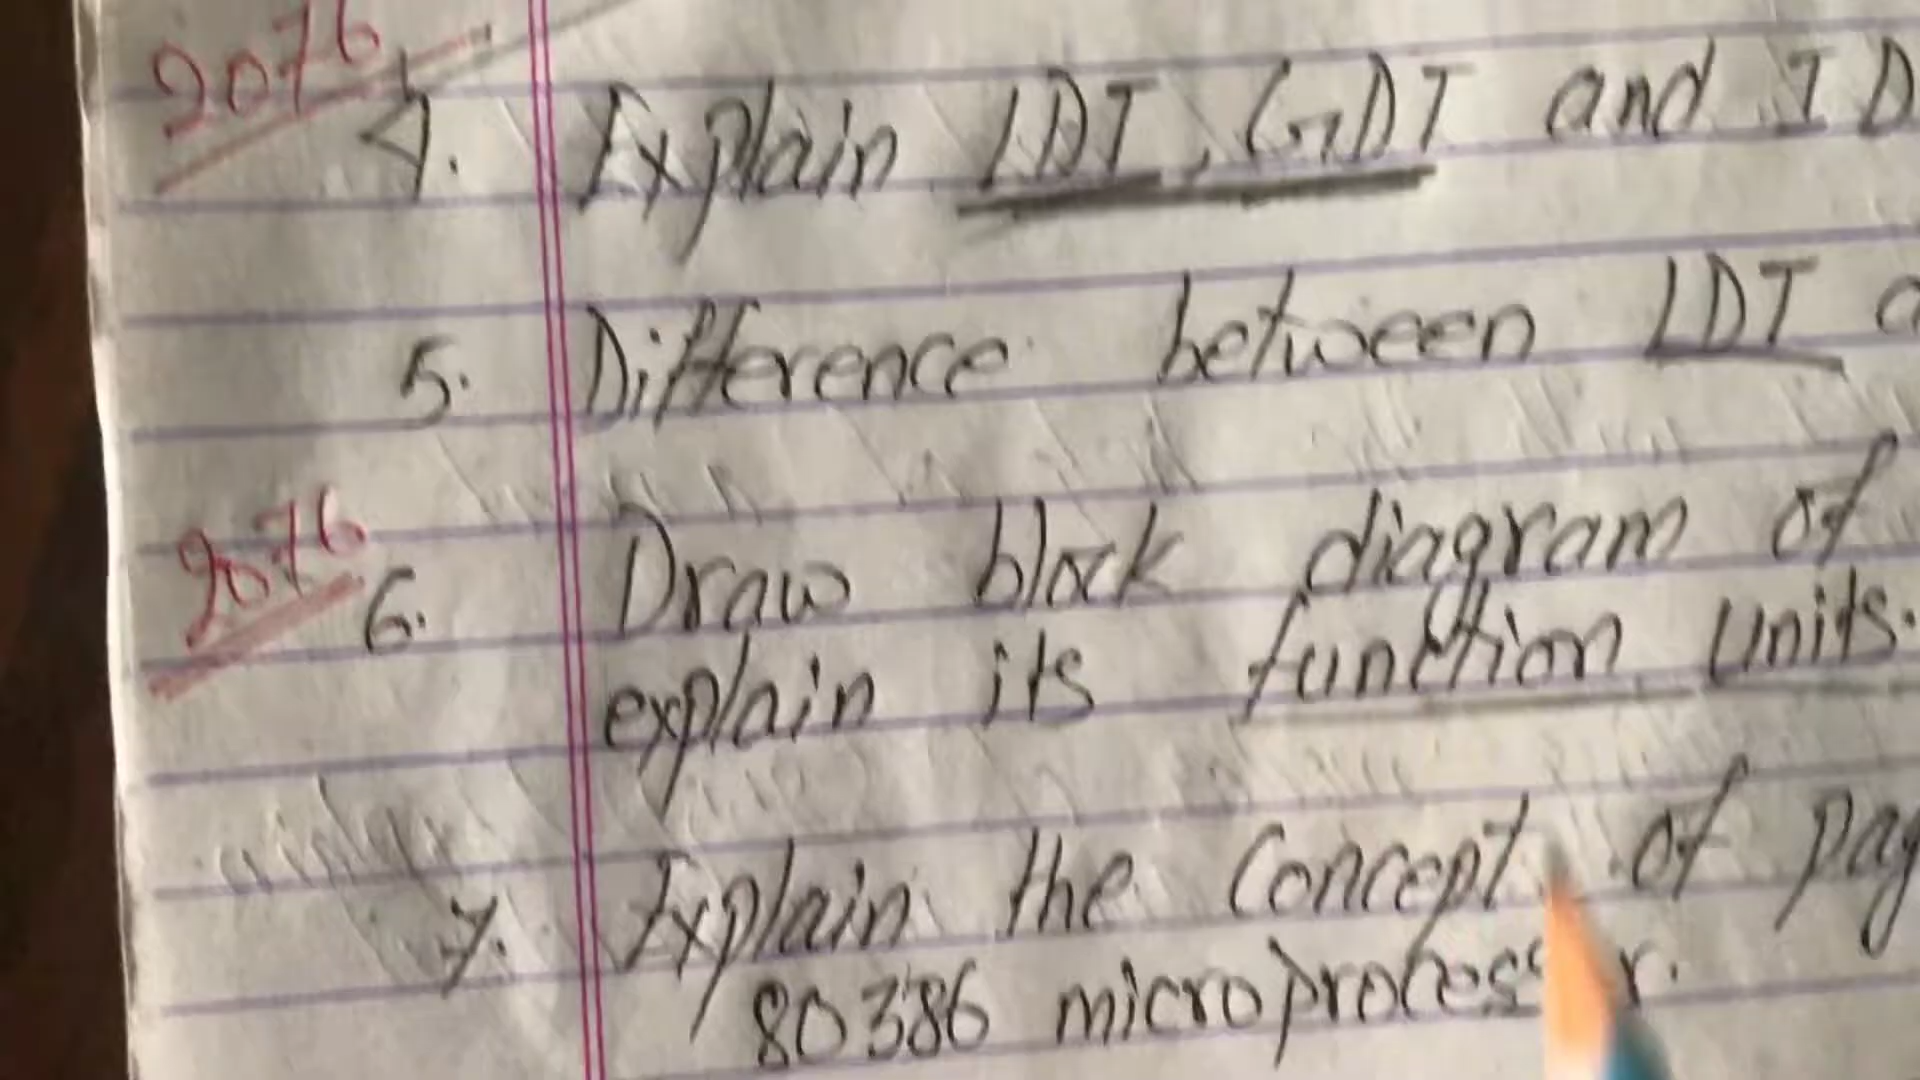 2076
4. Explain LDT, GDT and ID
5. Difference between LDT
2076
6. Draw block diagram of
explain its function units.
7. Explain the concept of pag
80386 microprocessor.